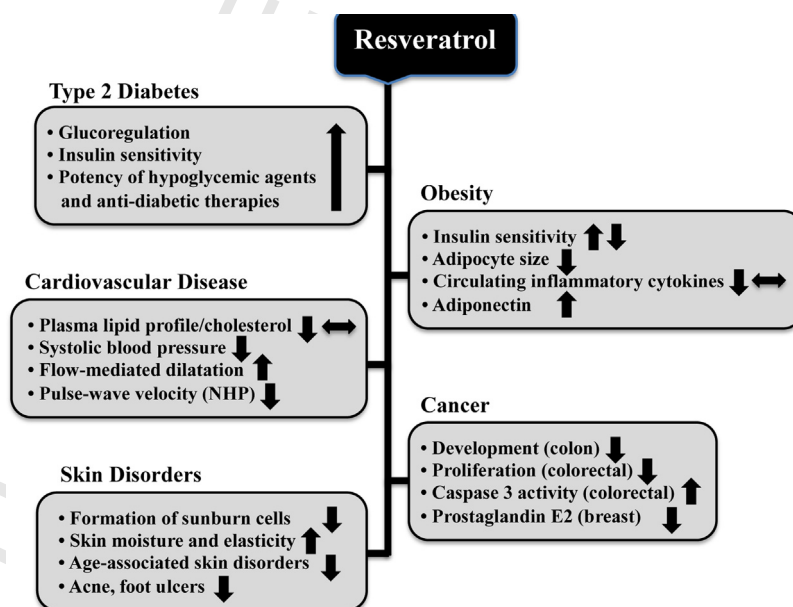 Resveratrol
Type 2 Diabetes
• Glucoregulation
• Insulin sensitivity
• Potency of hypoglycemic agents
and anti-diabetic therapies
Obesity
• Insulin sensitivity
• Adipocyte size
• Circulating inflammatory cytokines
• Adiponectin
Cardiovascular Disease
• Plasma lipid profile/cholesterol
• Systolic blood pressure
• Flow-mediated dilatation
• Pulse-wave velocity (NHP)
Cancer
• Development (colon)
• Proliferation (colorectal)
• Caspase 3 activity (colorectal)
• Prostaglandin E2 (breast)
Skin Disorders
• Formation of sunburn cells
• Skin moisture and elasticity
• Age-associated skin disorders
• Acne, foot ulcers